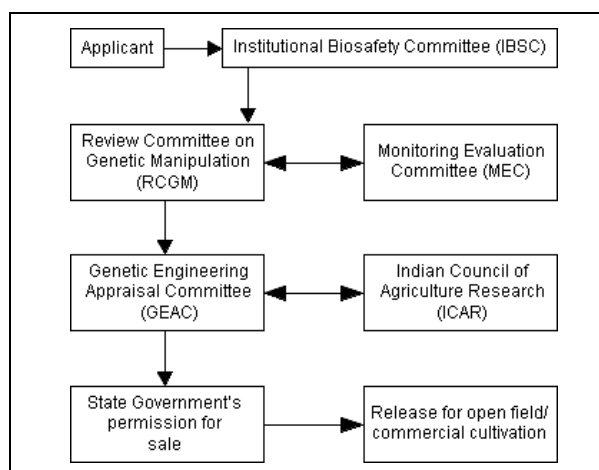 Applicant
Institutional Biosafety Committee (IBSC)
Review Committee on
Genetic Manipulation
(RCGM)
Monitoring Evaluation
Committee (MEC)
Genetic Engineering
Appraisal Committee
(GEAC)
Indian Council of
Agriculture Research
(ICAR)
State Government's
permission for
sale
Release for open field/
commercial cultivation